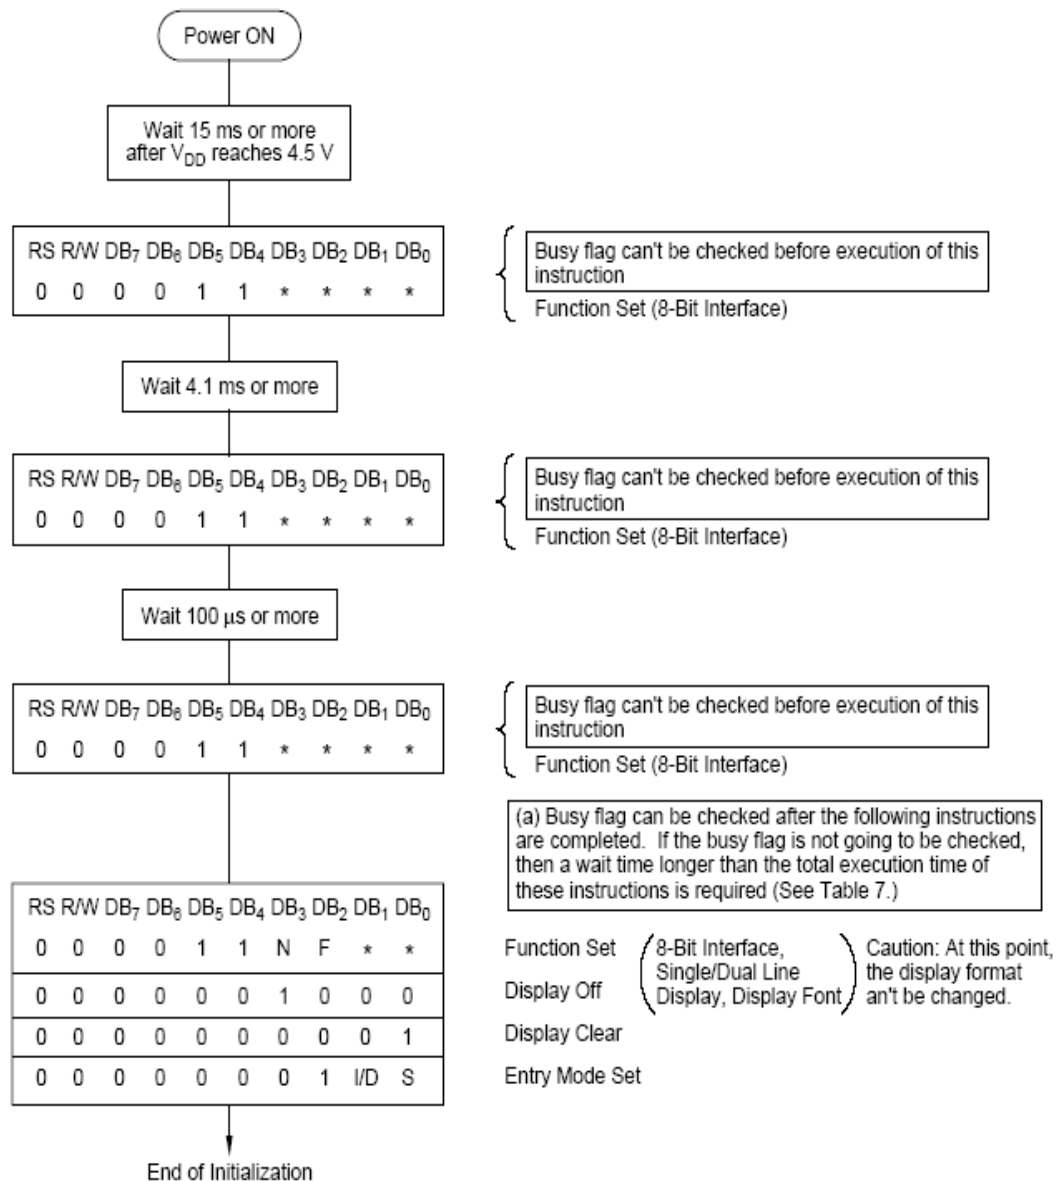 Power ON
Wait 15 ms or more
after V_DD reaches 4.5 V
RS R/W DB₇ DB₆ DB₅ DB₄ DB₃ DB₂ DB₁ DB₀
0 0 0 0 1 1 * * * *
Busy flag can't be checked before execution of this
instruction
Function Set (8-Bit Interface)
Wait 4.1 ms or more
RS R/W DB₇ DB₆ DB₅ DB₄ DB₃ DB₂ DB₁ DB₀
0 0 0 0 1 1 * * * *
Busy flag can't be checked before execution of this
instruction
Function Set (8-Bit Interface)
Wait 100 μs or more
RS R/W DB₇ DB₆ DB₅ DB₄ DB₃ DB₂ DB₁ DB₀
0 0 0 0 1 1 * * * *
Busy flag can't be checked before execution of this
instruction
Function Set (8-Bit Interface)
(a) Busy flag can be checked after the following instructions
are completed. If the busy flag is not going to be checked,
then a wait time longer than the total execution time of
these instructions is required (See Table 7.)
RS R/W DB₇ DB₆ DB₅ DB₄ DB₃ DB₂ DB₁ DB₀
0 0 0 0 1 1 N F * *
0 0 0 0 0 0 1 0 0 0
0 0 0 0 0 0 0 0 0 1
0 0 0 0 0 0 0 1 I/D S
Function Set
Display Off
Display Clear
Entry Mode Set
8-Bit Interface,
Single/Dual Line
Display, Display Font
Caution: At this point,
the display format
an't be changed.
End of Initialization